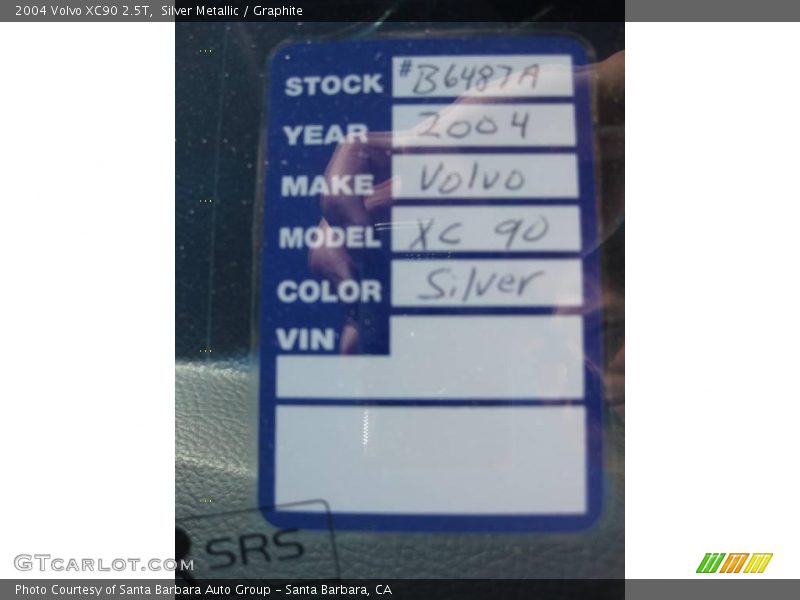 2004 Volvo XC90 2.5T, Silver Metallic / Graphite
STOCK #B6487A
YEAR 2004
MAKE Volvo
MODEL XC 90
COLOR Silver
VIN
SRS
GTcarlot.com
Photo Courtesy of Santa Barbara Auto Group - Santa Barbara, CA